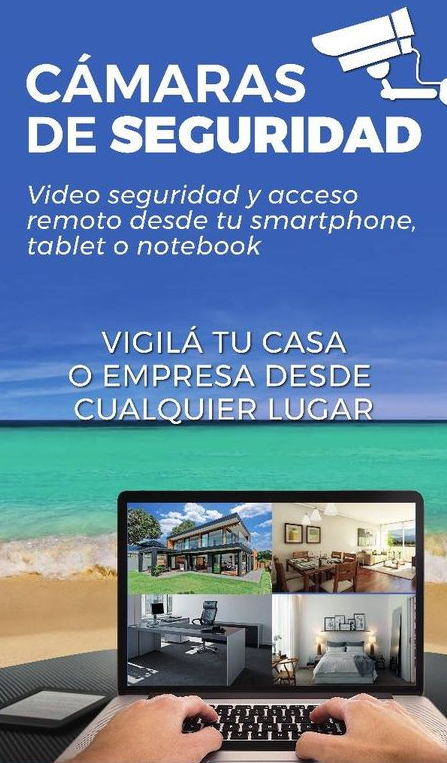 CÁMARAS
DE SEGURIDAD
Video seguridad y acceso
remoto desde tu smartphone,
tablet o notebook
VIGILÁ TU CASA
O EMPRESA DESDE
CUALQUIER LUGAR